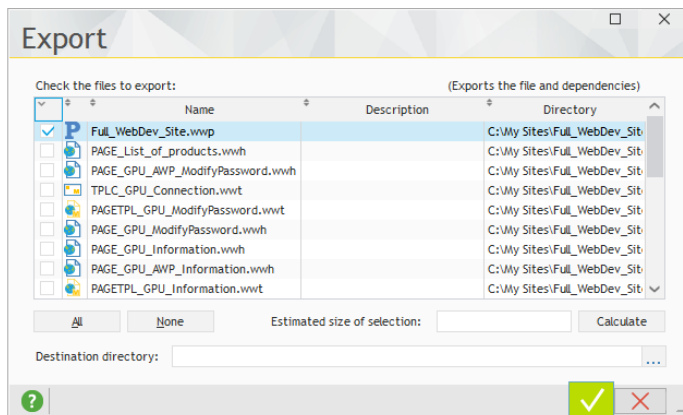 Export
Check the files to export: (Exports the file and dependencies)
Name Description Directory
Full_WebDev_Site.wwp C:\My Sites\Full_WebDev_Sit
PAGE_List_of_products.wwh C:\My Sites\Full_WebDev_Sit
PAGE_GPU_AWP_ModifyPassword.wwh C:\My Sites\Full_WebDev_Sit
TPLC_GPU_Connection.wwt C:\My Sites\Full_WebDev_Sit
PAGETPL_GPU_ModifyPassword.wwt C:\My Sites\Full_WebDev_Sit
PAGE_GPU_ModifyPassword.wwh C:\My Sites\Full_WebDev_Sit
PAGE_GPU_Information.wwh C:\My Sites\Full_WebDev_Sit
PAGE_GPU_AWP_Information.wwh C:\My Sites\Full_WebDev_Sit
PAGETPL_GPU_Information.wwt C:\My Sites\Full_WebDev_Sit
All None Estimated size of selection: Calculate
Destination directory: ...
?